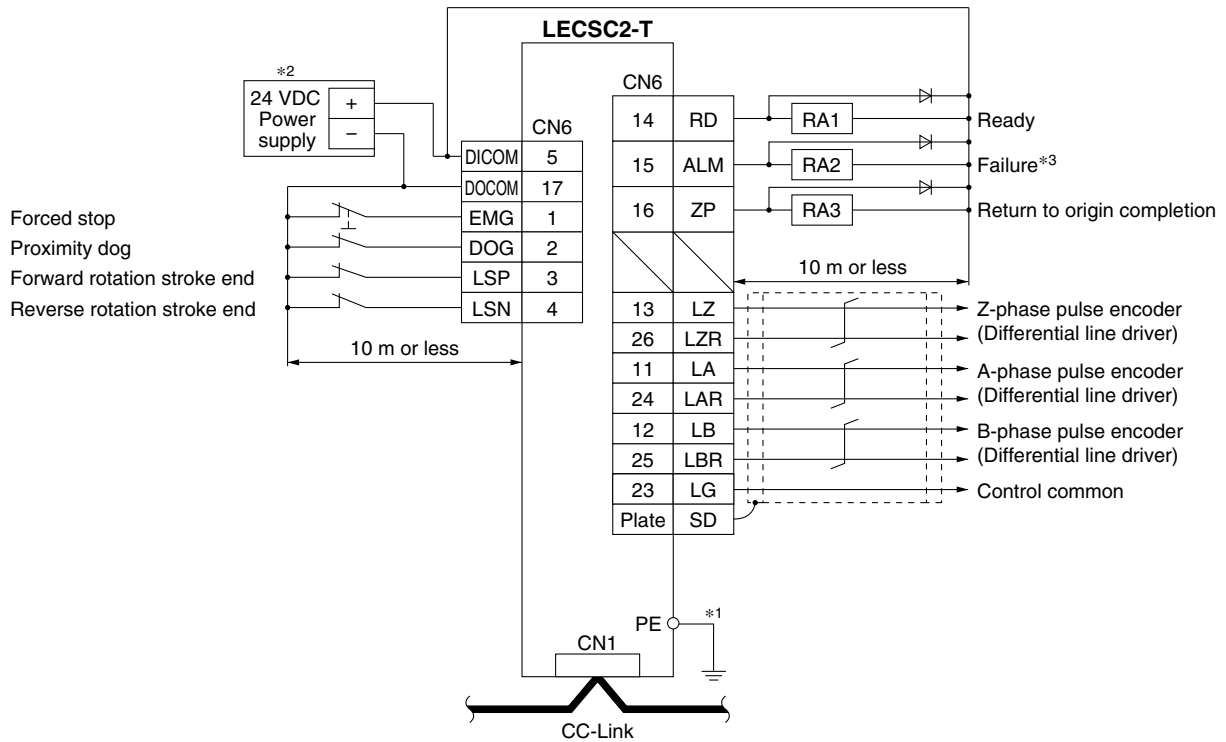 LECSC2-T
*2
24 VDC
Power
supply
+
−
CN6
DICOM 5
DOCOM 17
Forced stop EMG 1
Proximity dog DOG 2
Forward rotation stroke end LSP 3
Reverse rotation stroke end LSN 4
10 m or less
CN6
14 RD RA1 Ready
15 ALM RA2 Failure*3
16 ZP RA3 Return to origin completion
10 m or less
13 LZ Z-phase pulse encoder
26 LZR (Differential line driver)
11 LA A-phase pulse encoder
24 LAR (Differential line driver)
12 LB B-phase pulse encoder
25 LBR (Differential line driver)
23 LG Control common
Plate SD
PE *1
CN1
CC-Link